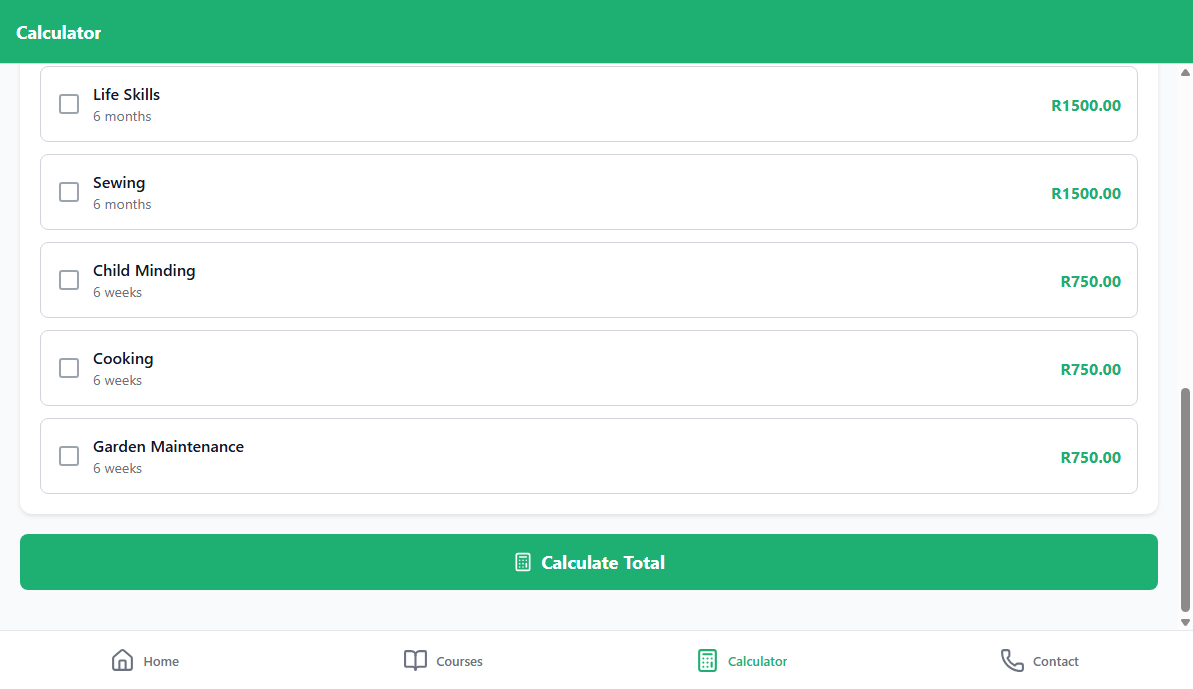 Calculator
Life Skills
6 months
R1500.00
Sewing
6 months
R1500.00
Child Minding
6 weeks
R750.00
Cooking
6 weeks
R750.00
Garden Maintenance
6 weeks
R750.00
Calculate Total
Home
Courses
Calculator
Contact